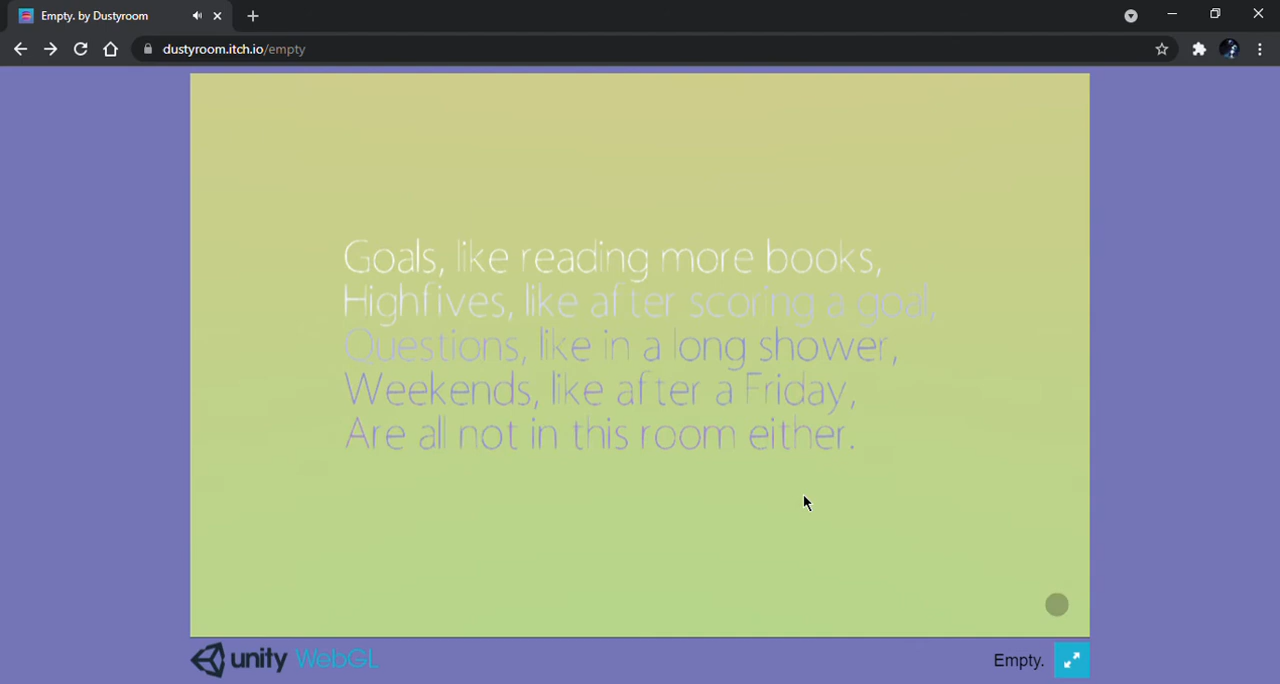 Empty. by Dustyroom
dustyroom.itch.io/empty
Goals, like reading more books,
Highfives, like after scoring a goal,
Questions, like in a long shower,
Weekends, like after a Friday,
Are all not in this room either.
unity WebGL
Empty.